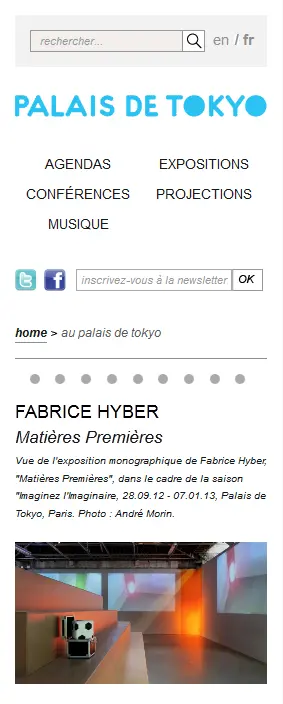 rechercher...
en / fr
PALAIS DE TOKYO
AGENDAS EXPOSITIONS
CONFÉRENCES PROJECTIONS
MUSIQUE
inscrivez-vous à la newsletter OK
home > au palais de tokyo
FABRICE HYBER
Matières Premières
Vue de l'exposition monographique de Fabrice Hyber,
"Matières Premières", dans le cadre de la saison
"Imaginez l'Imaginaire, 28.09.12 - 07.01.13, Palais de
Tokyo, Paris. Photo : André Morin.